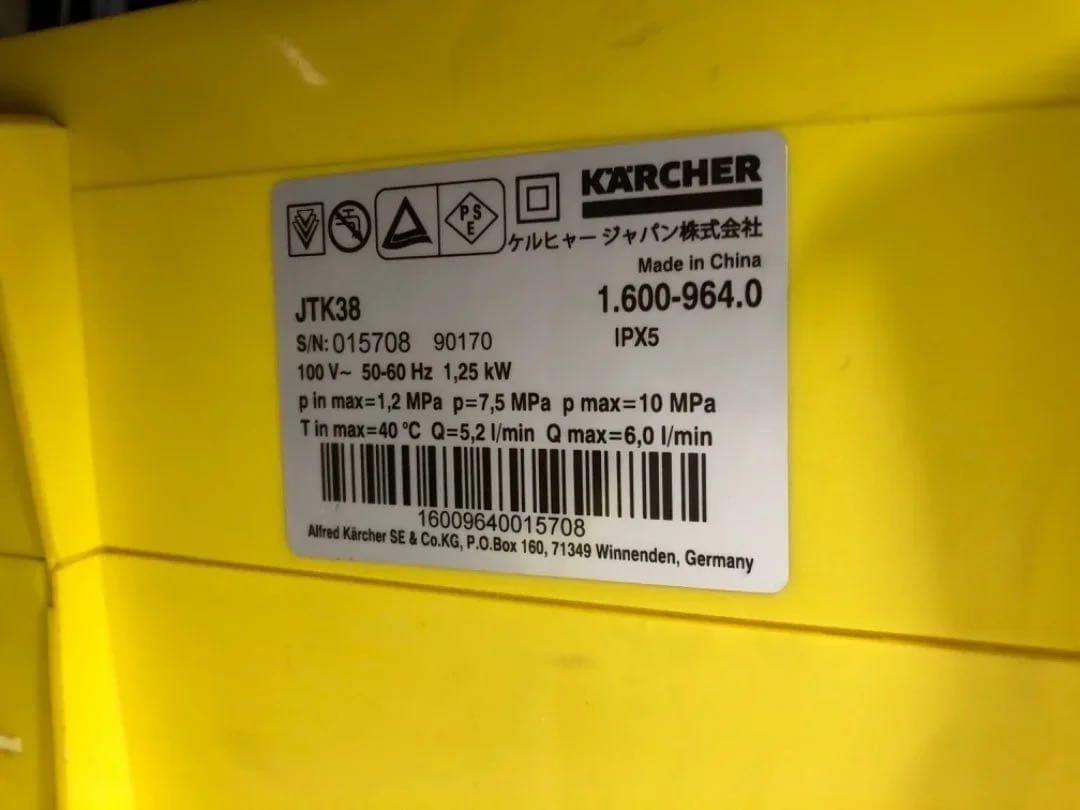 PSE
KÄRCHER
ケルヒャー ジャパン株式会社
Made in China
JTK38
1.600-964.0
S/N: 015708 90170
IPX5
100 V~ 50-60 Hz 1,25 kW
p in max=1,2 MPa p=7,5 MPa p max=10 MPa
T in max=40 °C Q=5,2 l/min Q max=6,0 l/min
16009640015708
Alfred Kärcher SE & Co.KG, P.O.Box 160, 71349 Winnenden, Germany